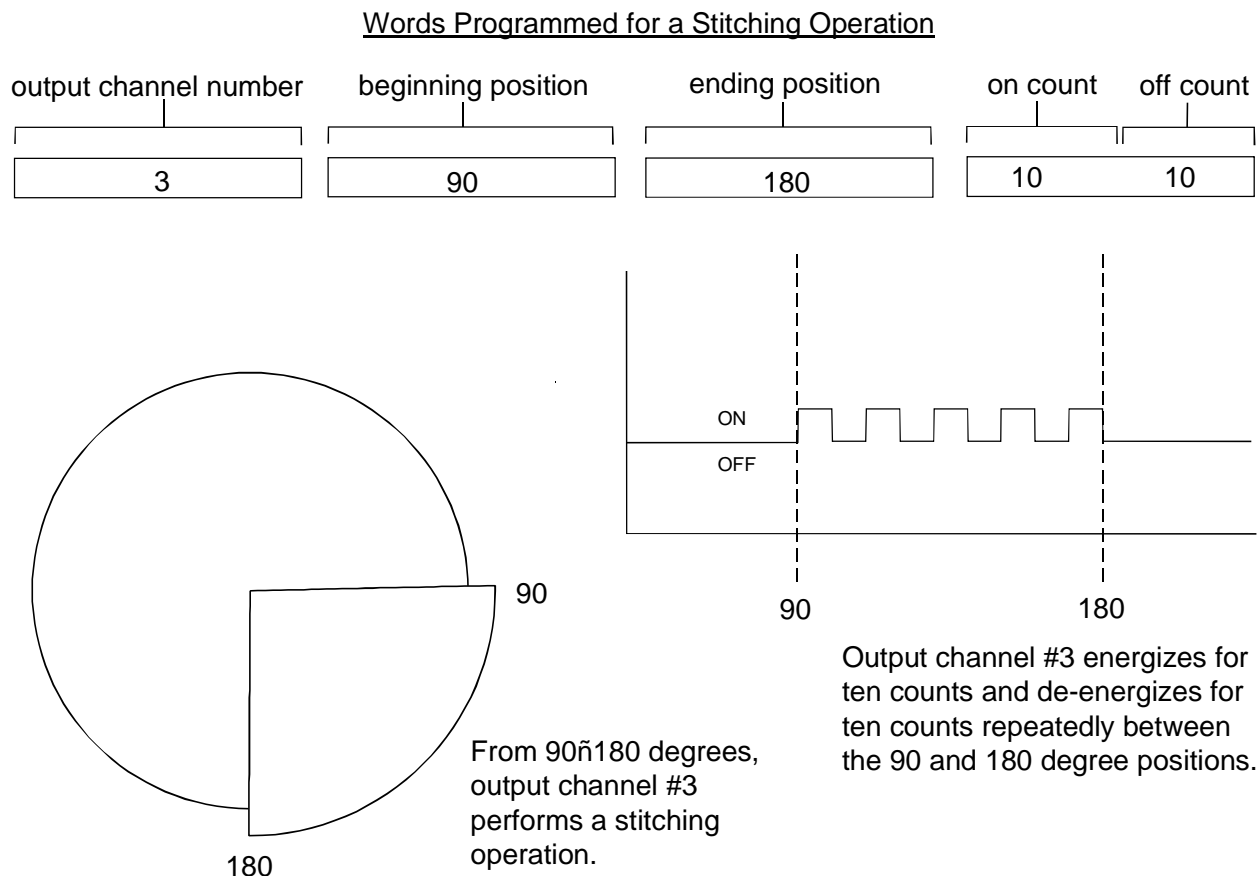 Words Programmed for a Stitching Operation
output channel number beginning position ending position on count off count
3 90 180 10 10
ON
OFF
90
90 180
Output channel #3 energizes for
ten counts and de-energizes for
ten counts repeatedly between
the 90 and 180 degree positions.
From 90ñ180 degrees,
output channel #3
performs a stitching
operation.
180